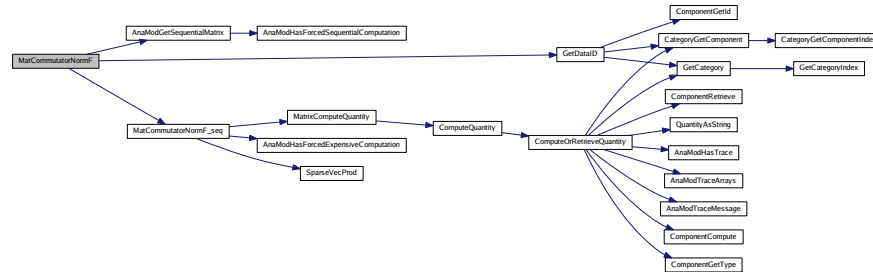 ComponentGetId
AnaModGetSequentialMatrix
AnaModHasForcedSequentialComputation
CategoryGetComponent
CategoryGetComponentIndex
MatCommutatorNormF
GetDataID
GetCategory
GetCategoryIndex
ComponentRetrieve
MatrixComputeQuantity
QuantityAsString
MatCommutatorNormF_seq
ComputeQuantity
AnaModHasForcedExpensiveComputation
ComputeOrRetrieveQuantity
AnaModHasTrace
SparseVecProd
AnaModTraceArrays
AnaModTraceMessage
ComponentCompute
ComponentGetType